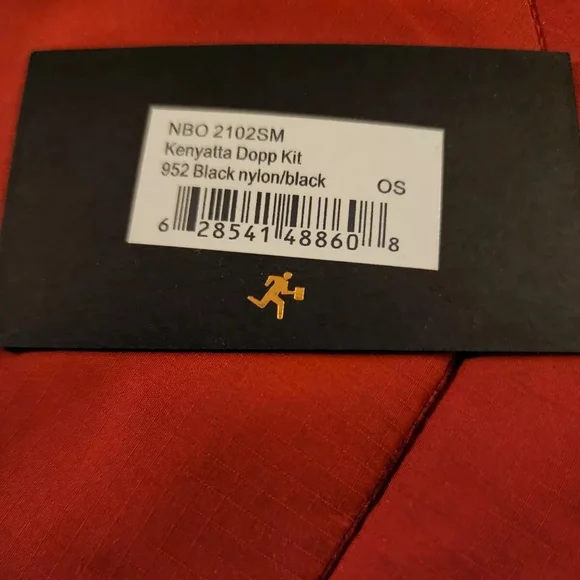 NBO 2102SM
Kenyatta Dopp Kit
952 Black nylon/black OS
6 28541 48860 8